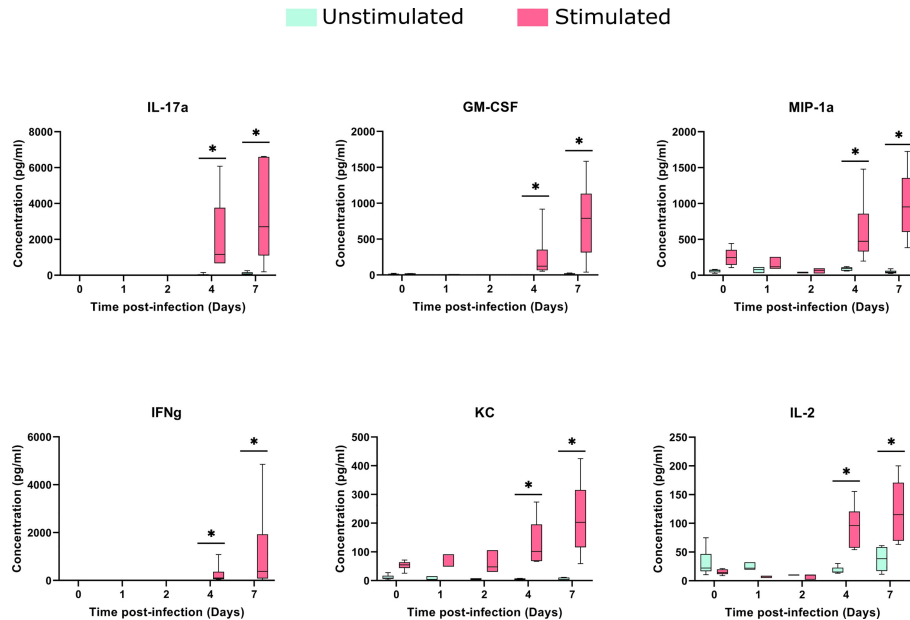 Unstimulated Stimulated
IL-17a
Concentration (pg/ml)
8000
6000
4000
2000
0
0 1 2 4 7
* *
Time post-infection (Days)
GM-CSF
Concentration (pg/ml)
2000
1500
1000
500
0
0 1 2 4 7
* *
Time post-infection (Days)
MIP-1a
Concentration (pg/ml)
2000
1500
1000
500
0
0 1 2 4 7
* *
Time post-infection (Days)
IFNg
Concentration (pg/ml)
6000
4000
2000
0
0 1 2 4 7
* *
Time post-infection (Days)
KC
Concentration (pg/ml)
500
400
300
200
100
0
0 1 2 4 7
* *
Time post-infection (Days)
IL-2
Concentration (pg/ml)
250
200
150
100
50
0
0 1 2 4 7
* *
Time post-infection (Days)